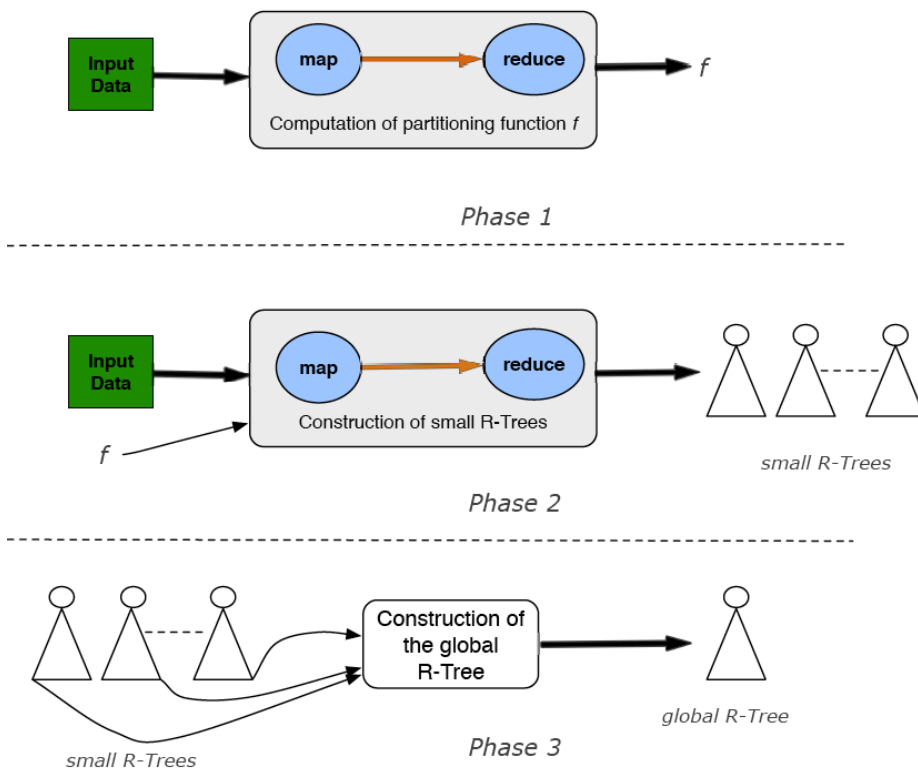 Input
Data
map
reduce
f
Computation of partitioning function f
Phase 1
Input
Data
map
reduce
Construction of small R-Trees
f
small R-Trees
Phase 2
Construction of
the global
R-Tree
global R-Tree
small R-Trees
Phase 3